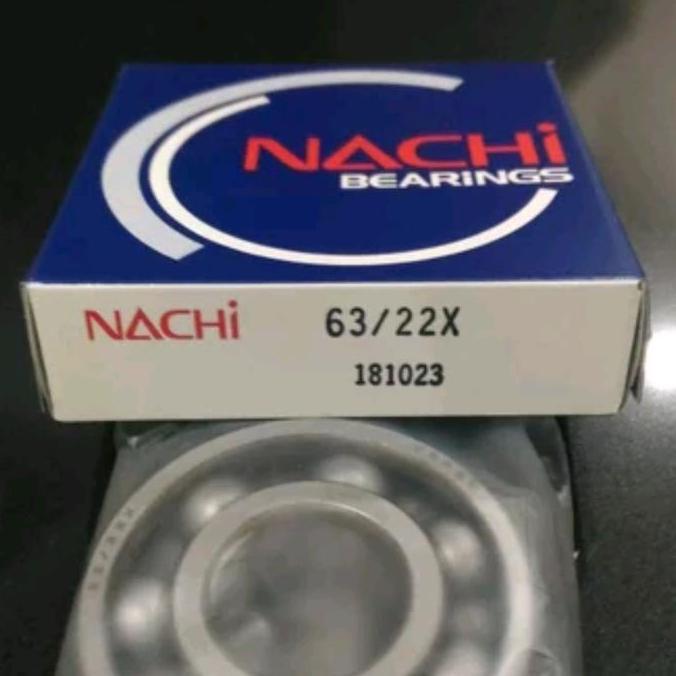 NACHi
BEARiNGS
NACHi 63/22X
181023